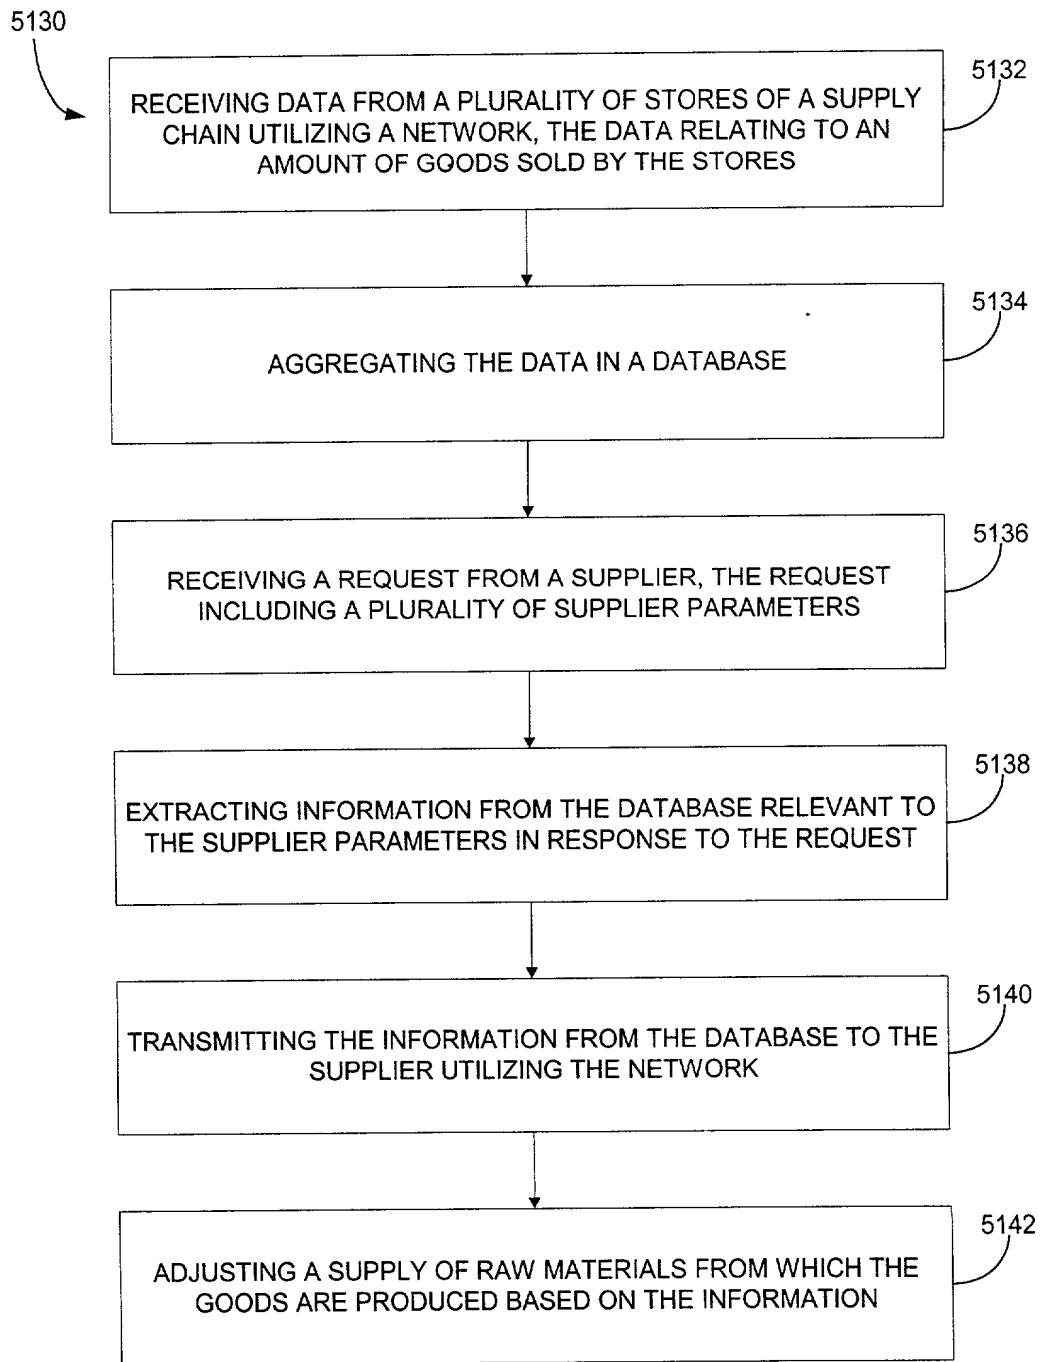 5130
5132
RECEIVING DATA FROM A PLURALITY OF STORES OF A SUPPLY
CHAIN UTILIZING A NETWORK, THE DATA RELATING TO AN
AMOUNT OF GOODS SOLD BY THE STORES
5134
AGGREGATING THE DATA IN A DATABASE
5136
RECEIVING A REQUEST FROM A SUPPLIER, THE REQUEST
INCLUDING A PLURALITY OF SUPPLIER PARAMETERS
5138
EXTRACTING INFORMATION FROM THE DATABASE RELEVANT TO
THE SUPPLIER PARAMETERS IN RESPONSE TO THE REQUEST
5140
TRANSMITTING THE INFORMATION FROM THE DATABASE TO THE
SUPPLIER UTILIZING THE NETWORK
5142
ADJUSTING A SUPPLY OF RAW MATERIALS FROM WHICH THE
GOODS ARE PRODUCED BASED ON THE INFORMATION